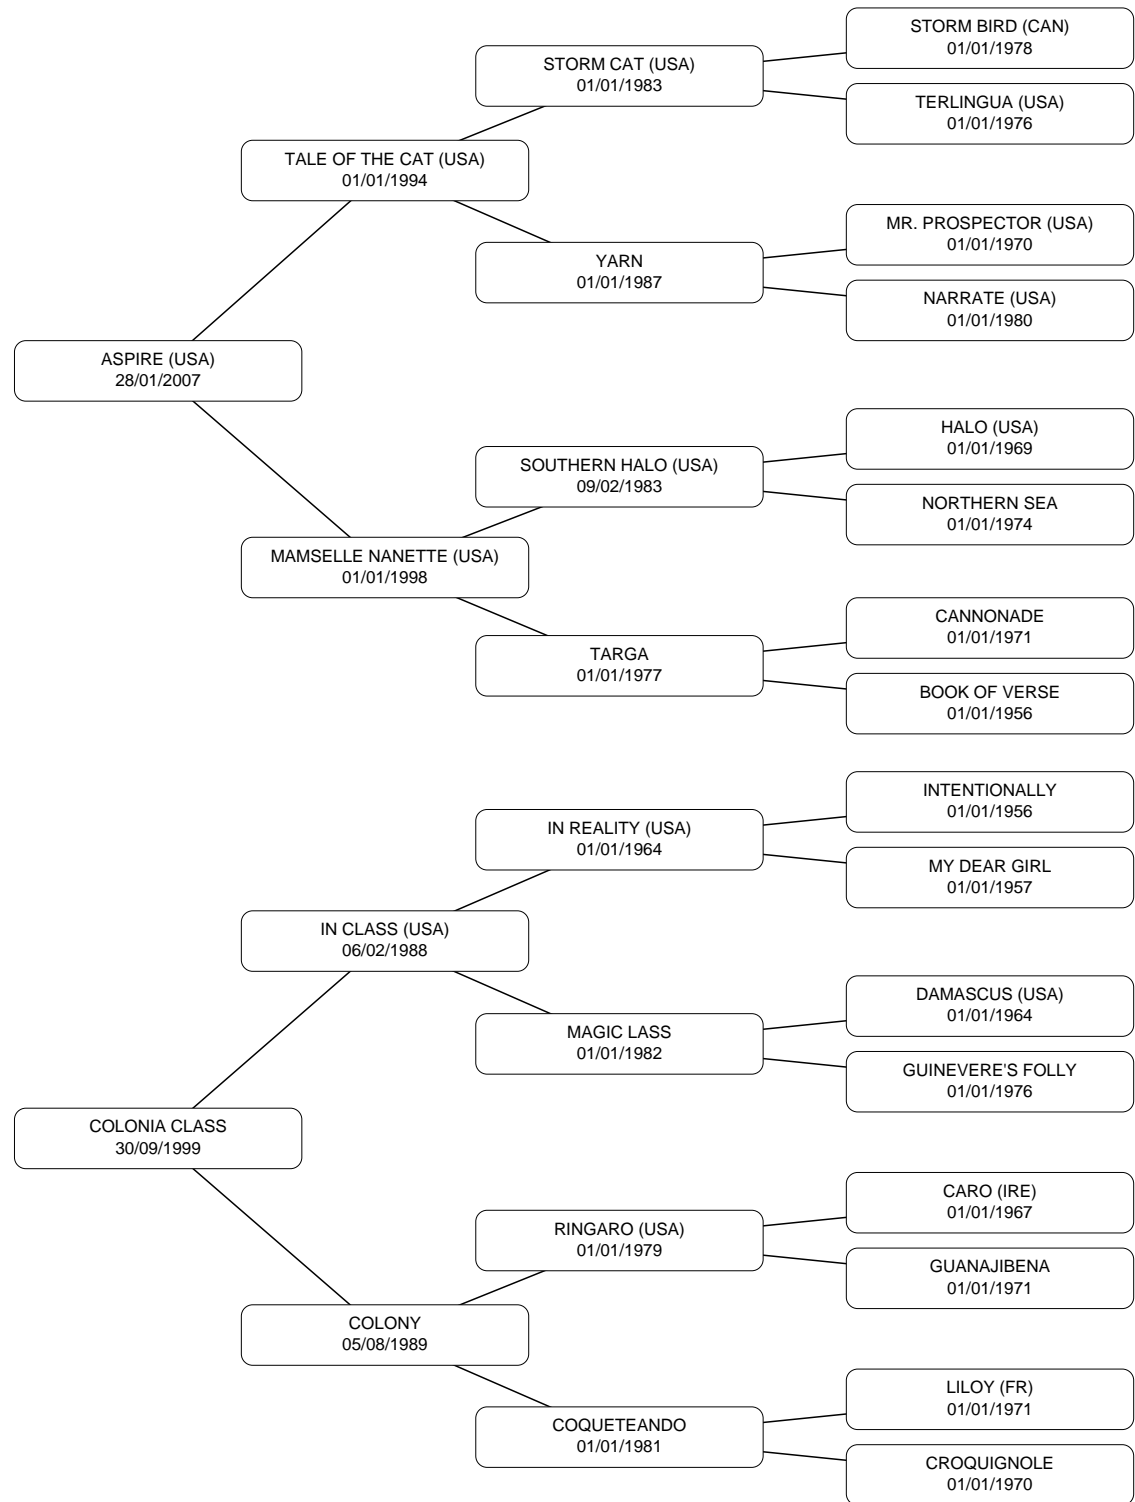 STORM BIRD (CAN)
01/01/1978
STORM CAT (USA)
01/01/1983
TERLINGUA (USA)
01/01/1976
TALE OF THE CAT (USA)
01/01/1994
MR. PROSPECTOR (USA)
01/01/1970
YARN
01/01/1987
NARRATE (USA)
01/01/1980
ASPIRE (USA)
28/01/2007
HALO (USA)
01/01/1969
SOUTHERN HALO (USA)
09/02/1983
NORTHERN SEA
01/01/1974
MAMSELLE NANETTE (USA)
01/01/1998
CANNONADE
01/01/1971
TARGA
01/01/1977
BOOK OF VERSE
01/01/1956
INTENTIONALLY
01/01/1956
IN REALITY (USA)
01/01/1964
MY DEAR GIRL
01/01/1957
IN CLASS (USA)
06/02/1988
DAMASCUS (USA)
01/01/1964
MAGIC LASS
01/01/1982
GUINEVERE'S FOLLY
01/01/1976
COLONIA CLASS
30/09/1999
CARO (IRE)
01/01/1967
RINGARO (USA)
01/01/1979
GUANAJIBENA
01/01/1971
COLONY
05/08/1989
LILOY (FR)
01/01/1971
COQUETEANDO
01/01/1981
CROQUIGNOLE
01/01/1970